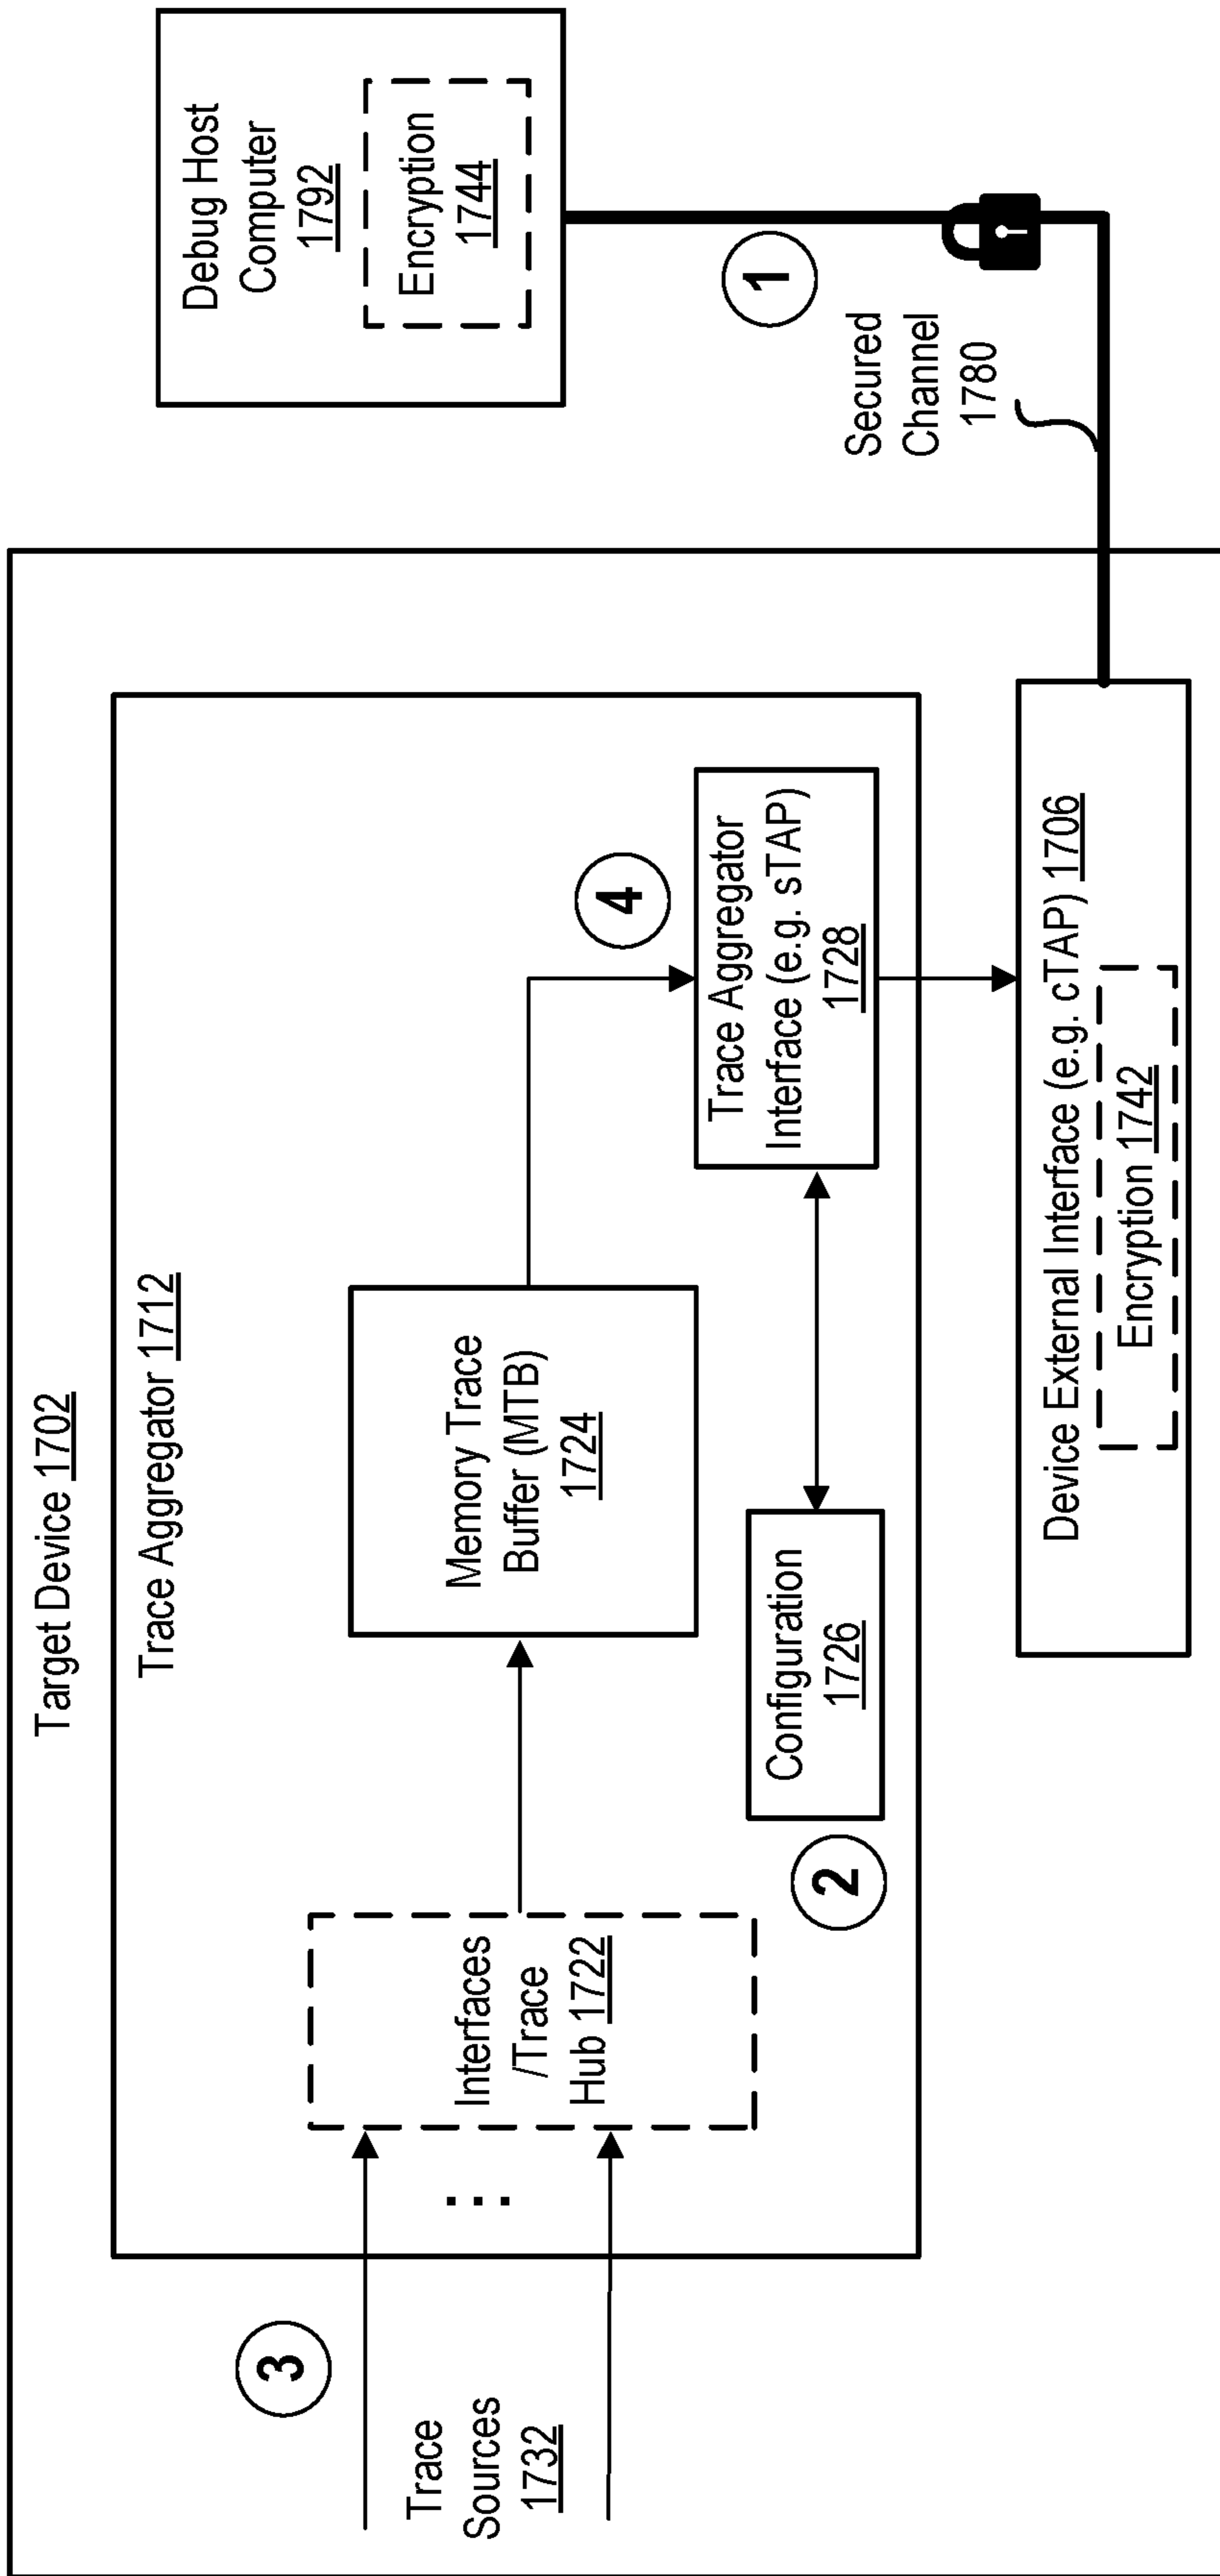 Target Device 1702
Trace Aggregator 1712
3
Trace
Sources
1732
...
Interfaces
/Trace
Hub 1722
Memory Trace
Buffer (MTB)
1724
2
Configuration
1726
4
Trace Aggregator
Interface (e.g. sTAP)
1728
Device External Interface (e.g. cTAP) 1706
Encryption 1742
Debug Host
Computer
1792
Encryption
1744
1
Secured
Channel
1780